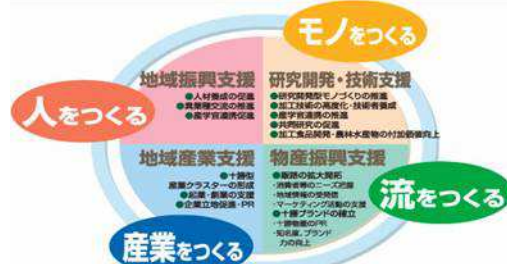 モノをつくる
人をつくる
地域振興支援
●人材養成の促進
●異業種交流の推進
●産学官連携促進
研究開発・技術支援
●研究開発型モノづくりの推進
●加工技術の高度化・技術者養成
●産学官連携の推進
●共同研究の促進
●加工食品開発・農林水産物の付加価値向上
地域産業支援
●十勝型
産業クラスターの形成
●起業・創業の支援
●企業立地促進・PR
物産振興支援
●販路の拡大開拓
・消費者等のニーズ把握
・地域情報の受発信
・マーケティング活動の支援
●十勝ブランドの確立
・十勝物産のPR
・知名度、ブランド
力の向上
流をつくる
産業をつくる